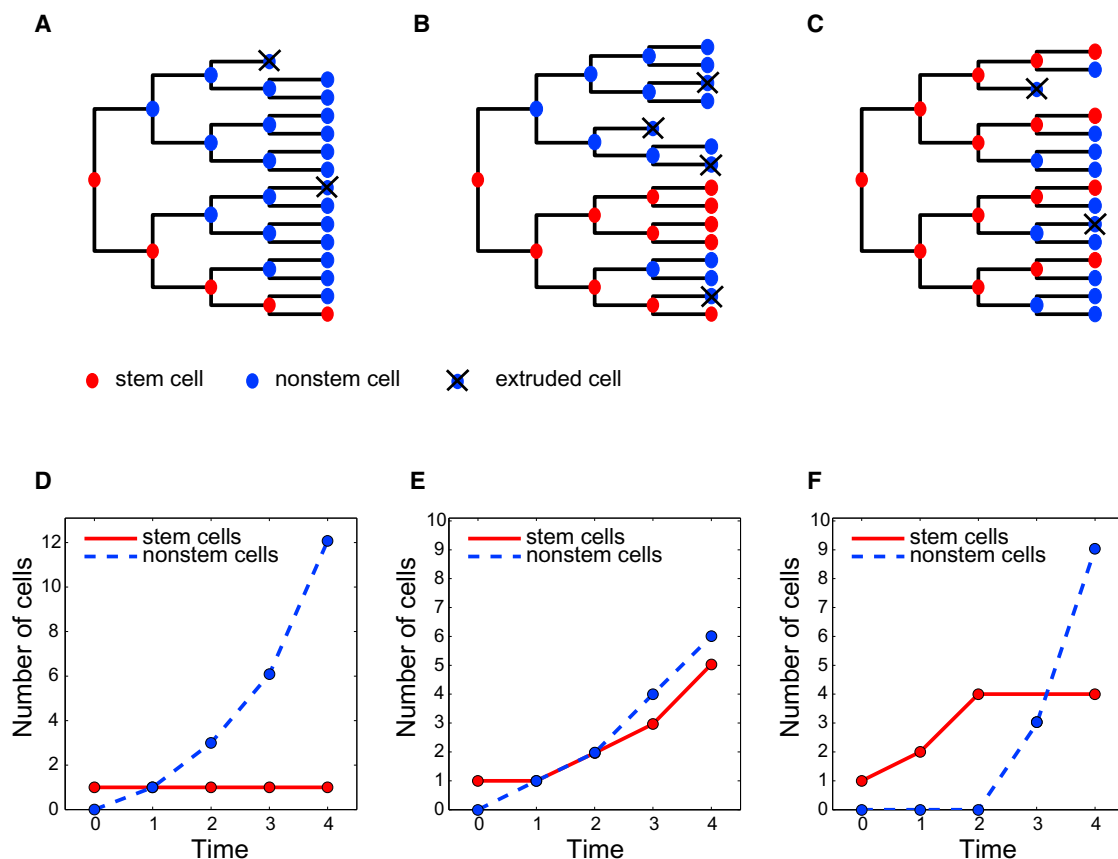 A
B
C
stem cell
nonstem cell
extruded cell
D
Number of cells
12
10
8
6
4
2
0
stem cells
nonstem cells
0 1 2 3 4
Time
E
Number of cells
10
9
8
7
6
5
4
3
2
1
0
stem cells
nonstem cells
0 1 2 3 4
Time
F
Number of cells
10
9
8
7
6
5
4
3
2
1
0
stem cells
nonstem cells
0 1 2 3 4
Time